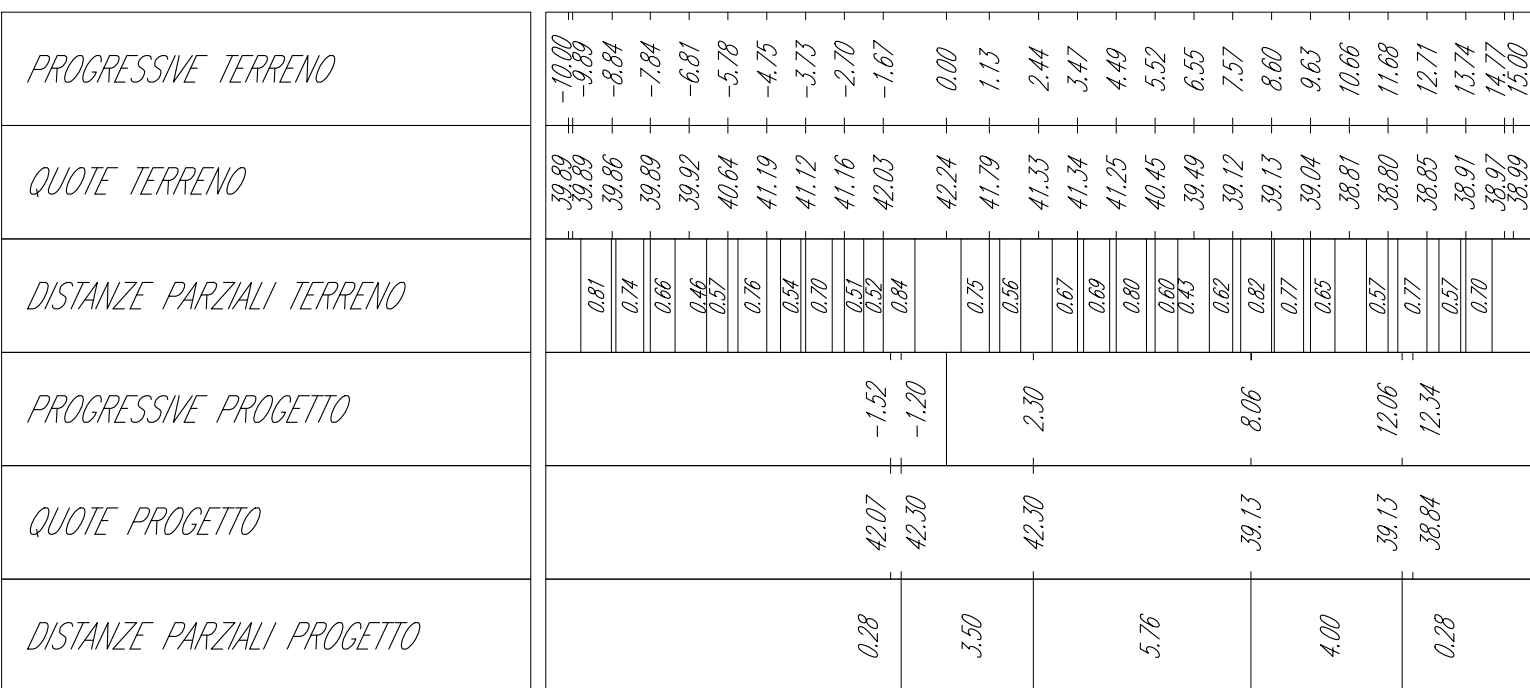 PROGRESSIVE TERRENO -10.00 -9.89 -8.84 -7.84 -6.81 -5.78 -4.75 -3.73 -2.70 -1.67 0.00 1.13 2.44 3.47 4.49 5.52 6.55 7.57 8.60 9.63 10.66 11.68 12.71 13.74 14.77 15.00
QUOTE TERRENO 39.89 39.89 39.86 39.89 39.92 40.64 41.19 41.12 41.16 42.03 42.24 41.79 41.33 41.34 41.25 40.45 39.49 39.12 39.13 39.04 38.81 38.80 38.85 38.91 38.97 38.99
DISTANZE PARZIALI TERRENO 0.81 0.74 0.66 0.46 0.57 0.76 0.54 0.70 0.51 0.52 0.84 0.75 0.56 0.67 0.69 0.80 0.60 0.43 0.62 0.82 0.77 0.65 0.57 0.77 0.57 0.70
PROGRESSIVE PROGETTO -1.52 -1.20 2.30 8.06 12.06 12.34
QUOTE PROGETTO 42.07 42.30 42.30 39.13 39.13 38.84
DISTANZE PARZIALI PROGETTO 0.28 3.50 5.76 4.00 0.28